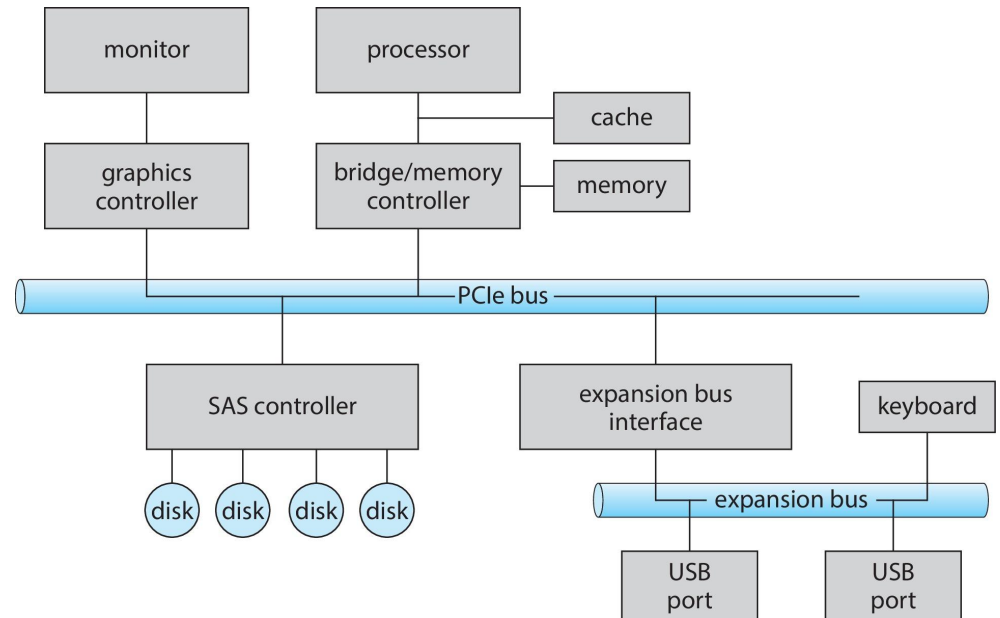 monitor
processor
cache
graphics
controller
bridge/memory
controller
memory
PCIe bus
SAS controller
expansion bus
interface
keyboard
disk
disk
disk
disk
expansion bus
USB
port
USB
port